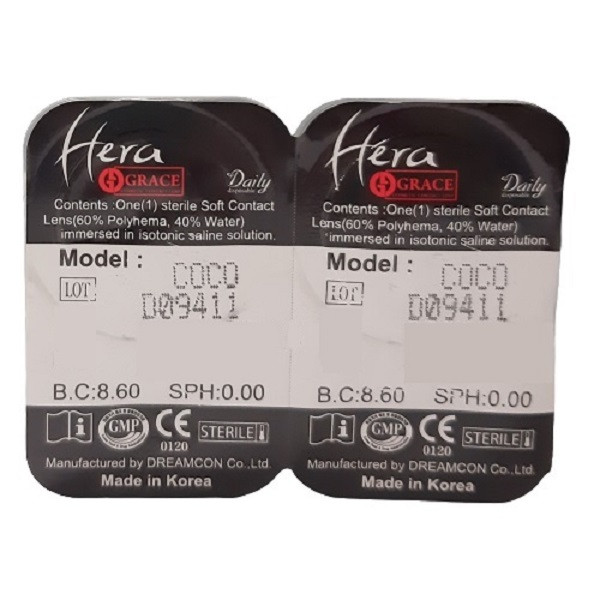 Hera
GRACE
Daily
Contents :One(1) sterile Soft Contact
Lens(60% Polyhema, 40% Water)
immersed in isotonic saline solution.
Model : COCO
LOT D09411
B.C:8.60 SPH:0.00
GMP CE 0120 STERILE
Manufactured by DREAMCON Co.,Ltd.
Made in Korea
Hera
GRACE
Daily
Contents :One(1) sterile Soft Contact
Lens(60% Polyhema, 40% Water)
immersed in isotonic saline solution.
Model : COCO
LOT D09411
B.C:8.60 SPH:0.00
GMP CE 0120 STERILE
Manufactured by DREAMCON Co.,Ltd.
Made in Korea